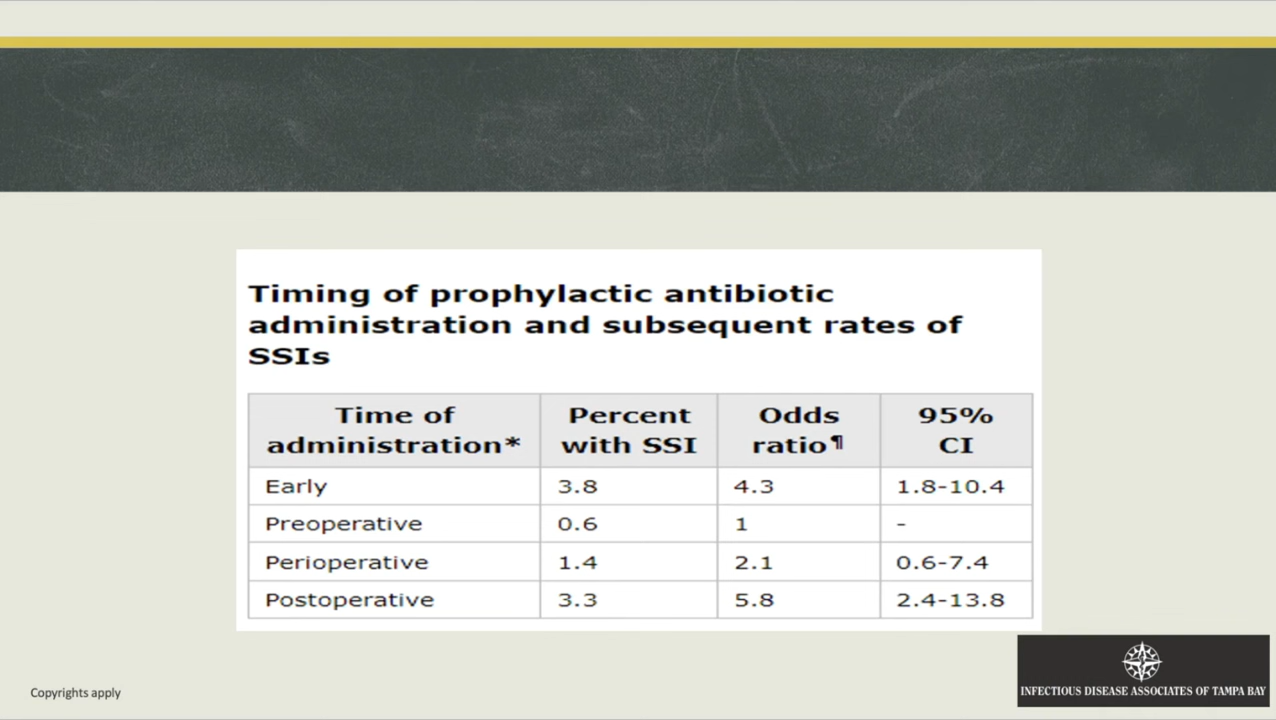 Timing of prophylactic antibiotic
administration and subsequent rates of
SSIs
Time of administration* Percent with SSI Odds ratio¶ 95% CI
Early 3.8 4.3 1.8-10.4
Preoperative 0.6 1 -
Perioperative 1.4 2.1 0.6-7.4
Postoperative 3.3 5.8 2.4-13.8
INFECTIOUS DISEASE ASSOCIATES OF TAMPA BAY
Copyrights apply